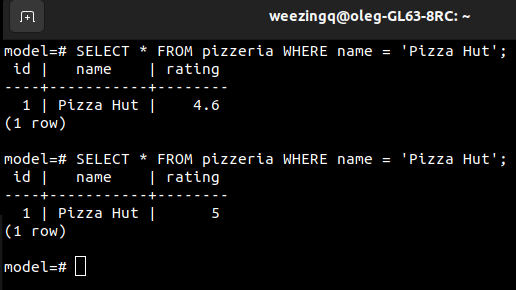 weezingq@oleg-GL63-8RC: ~
model=# SELECT * FROM pizzeria WHERE name = 'Pizza Hut';
 id |   name    | rating
----+-----------+--------
  1 | Pizza Hut |    4.6
(1 row)

model=# SELECT * FROM pizzeria WHERE name = 'Pizza Hut';
 id |   name    | rating
----+-----------+--------
  1 | Pizza Hut |      5
(1 row)

model=#